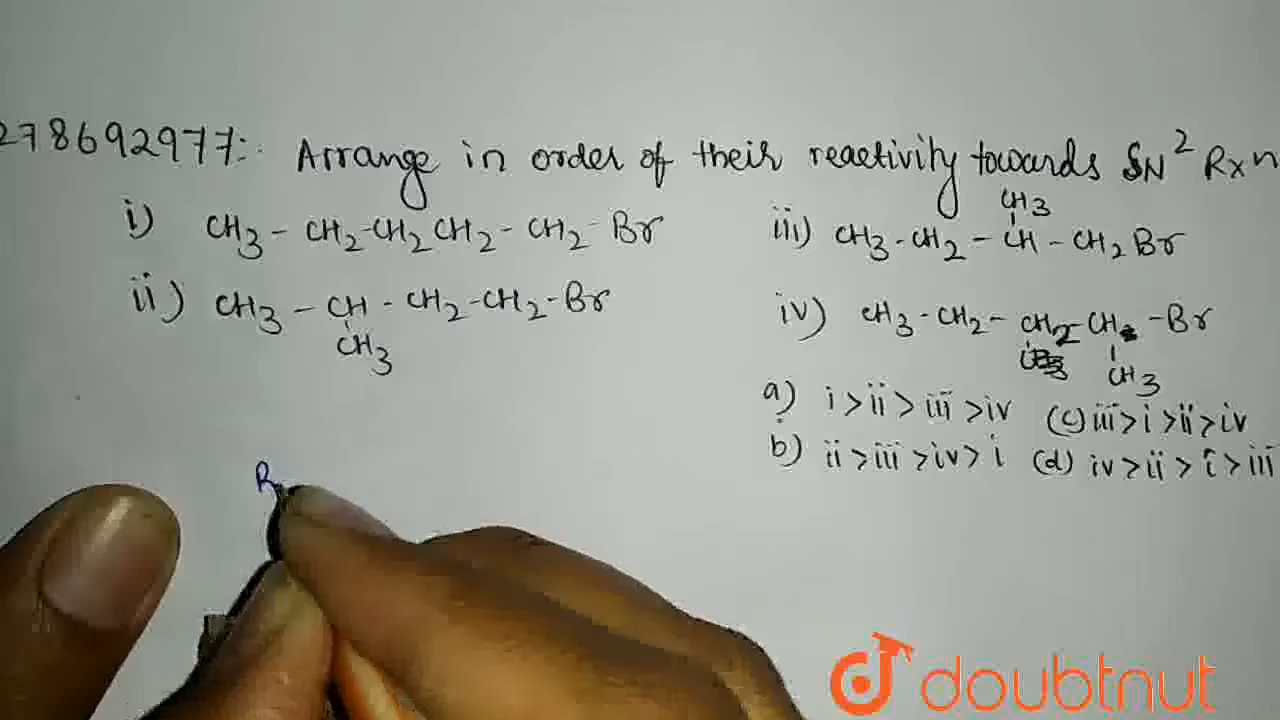 278692977:- Arrange in order of their reactivity towards SN2 Rxn
i) CH3 - CH2-CH2 CH2 - CH2 - Br
ii) CH3 - CH - CH2 - CH2 - Br
CH3
CH3
iii) CH3 - CH2 - CH - CH2 Br
iv) CH3 - CH2 - CH2 - CH - Br
CH3
a) i > ii > iii > iv (c) iii > i > ii > iv
b) ii > iii > iv > i (d) iv > ii > i > iii
R
doubtnut